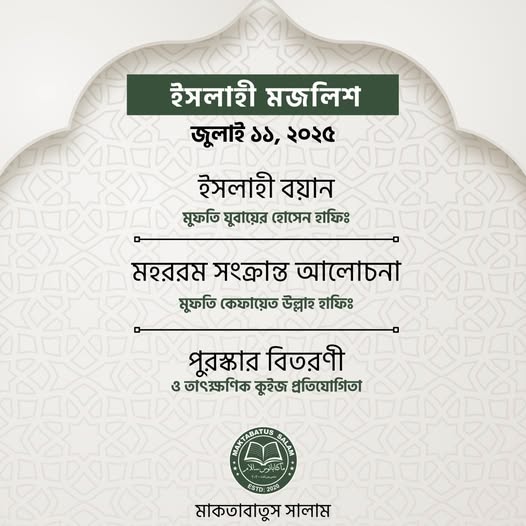 ইসলাহী মজলিশ
জুলাই ১১, ২০২৫
ইসলাহী বয়ান
মুফতি যুবায়ের হোসেন হাফিঃ
মহররম সংক্রান্ত আলোচনা
মুফতি কেফায়েত উল্লাহ হাফিঃ
পুরস্কার বিতরণী
ও তাৎক্ষণিক কুইজ প্রতিযোগিতা
MAKTABATUS SALAM
ESTD: 2025
মাকতাবাতুস সালাম